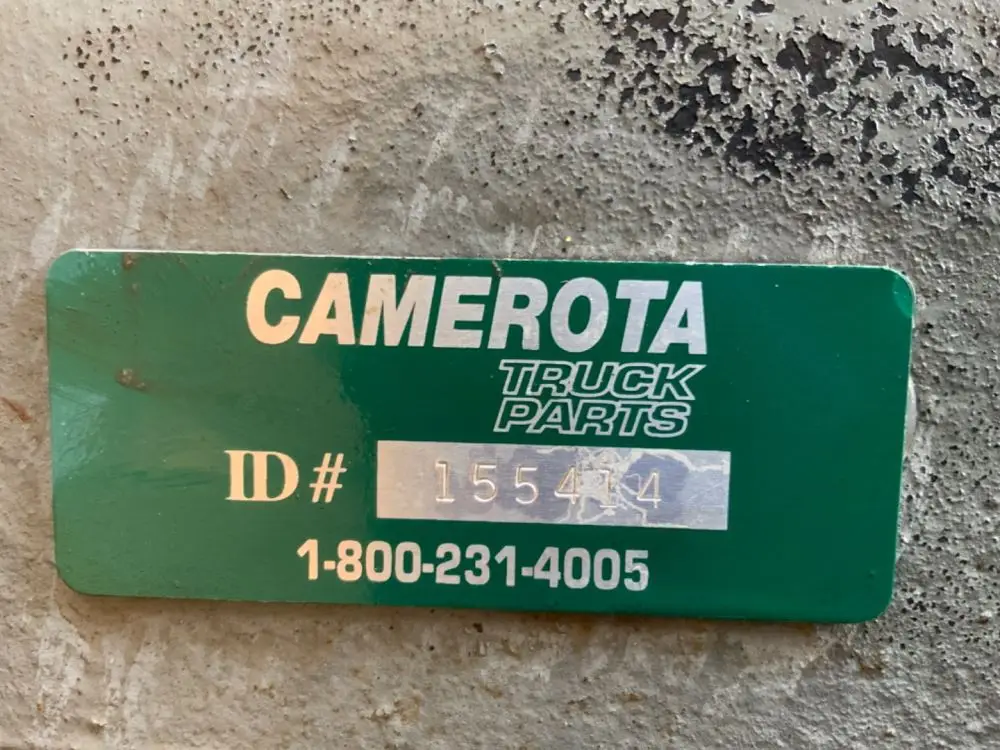 CAMEROTA
TRUCK
PARTS
ID# 155414
1-800-231-4005